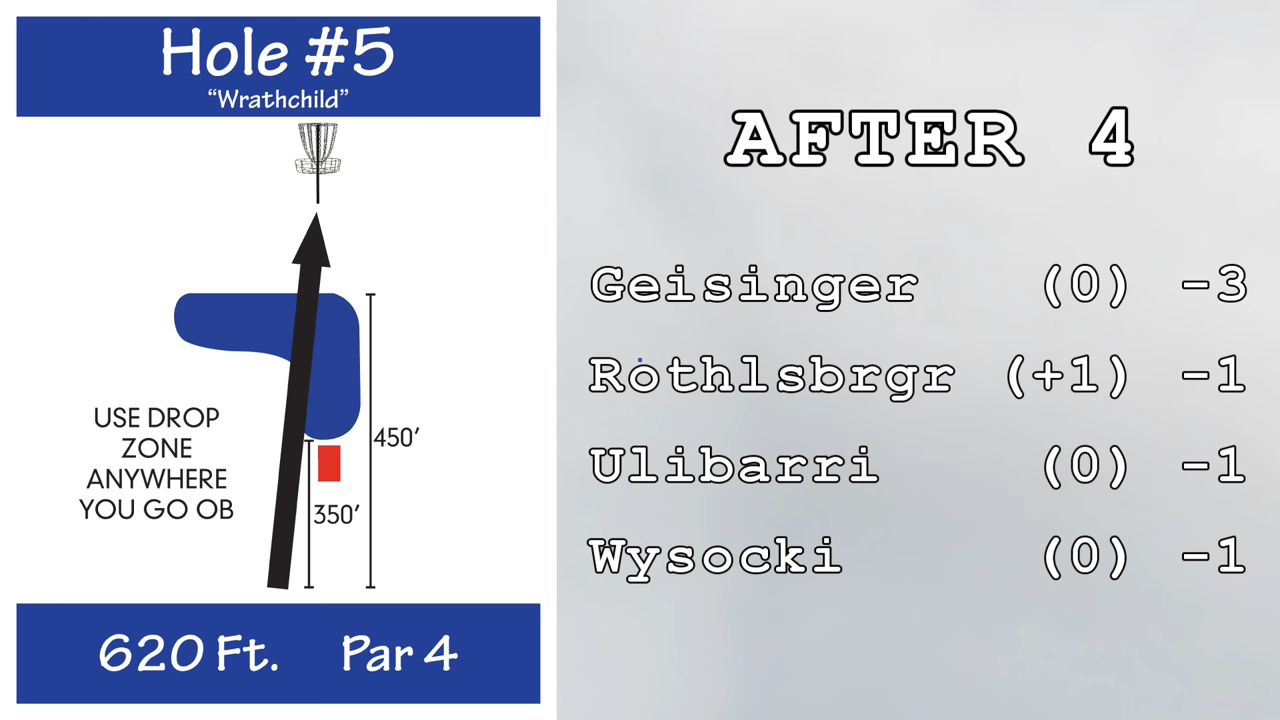 Hole #5
“Wrathchild”
USE DROP
ZONE
ANYWHERE
YOU GO OB
450′
350′
620 Ft. Par 4
AFTER 4
Geisinger (0) -3
Rothlsbrgr (+1) -1
Ulibarri (0) -1
Wysocki (0) -1